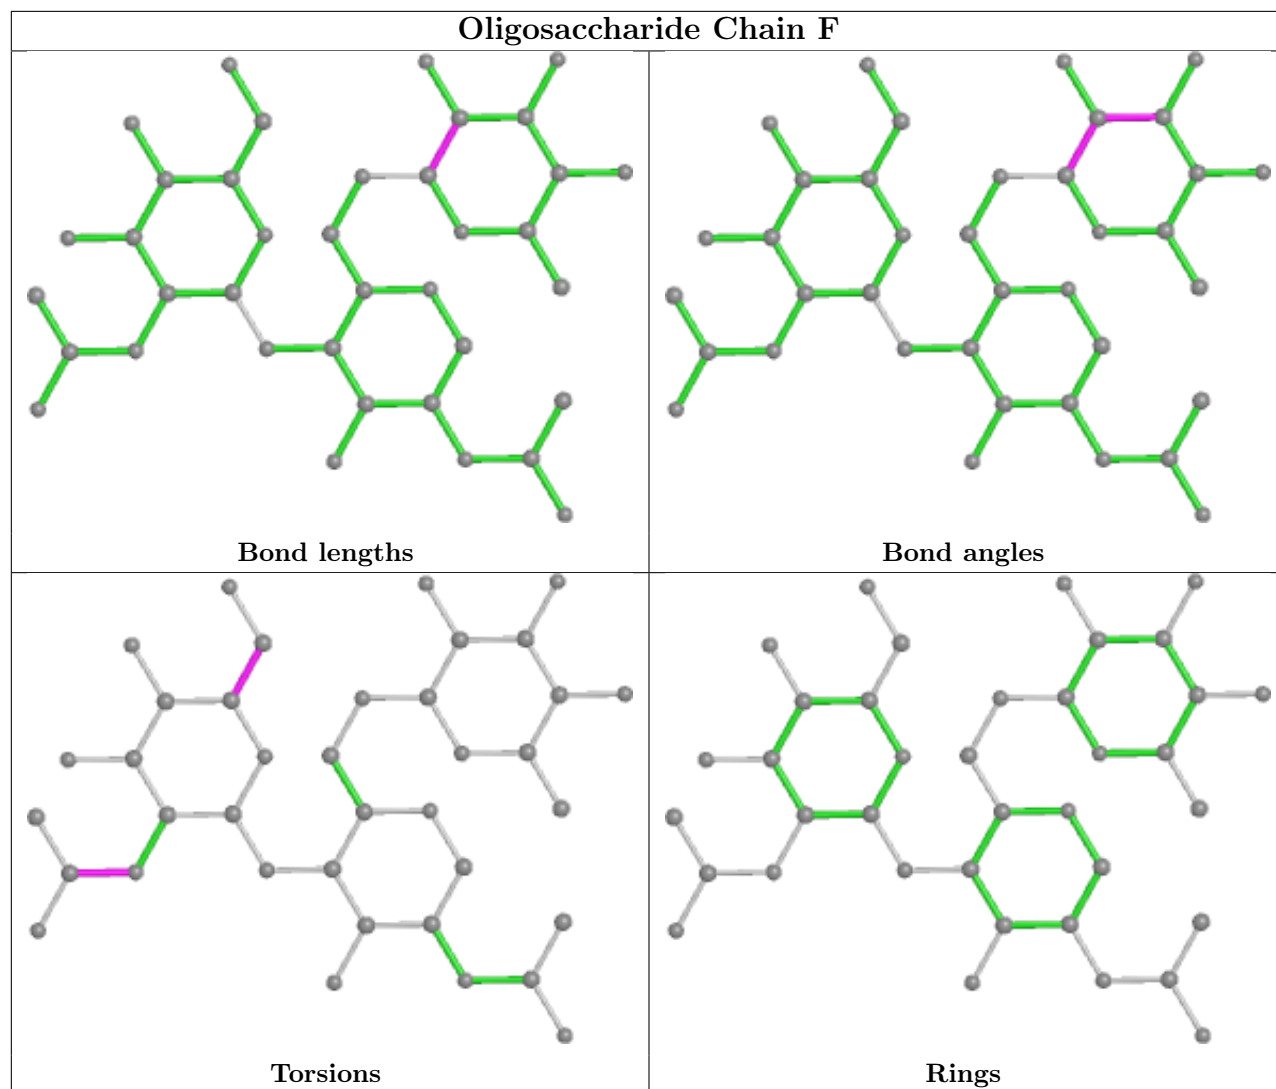 Oligosaccharide Chain F
Bond lengths
Bond angles
Torsions
Rings